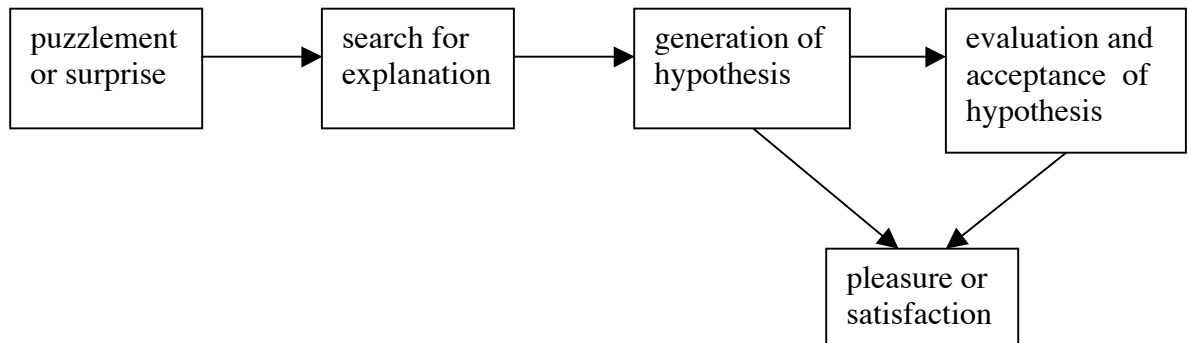 puzzlement
or surprise
search for
explanation
generation of
hypothesis
evaluation and
acceptance of
hypothesis
pleasure or
satisfaction